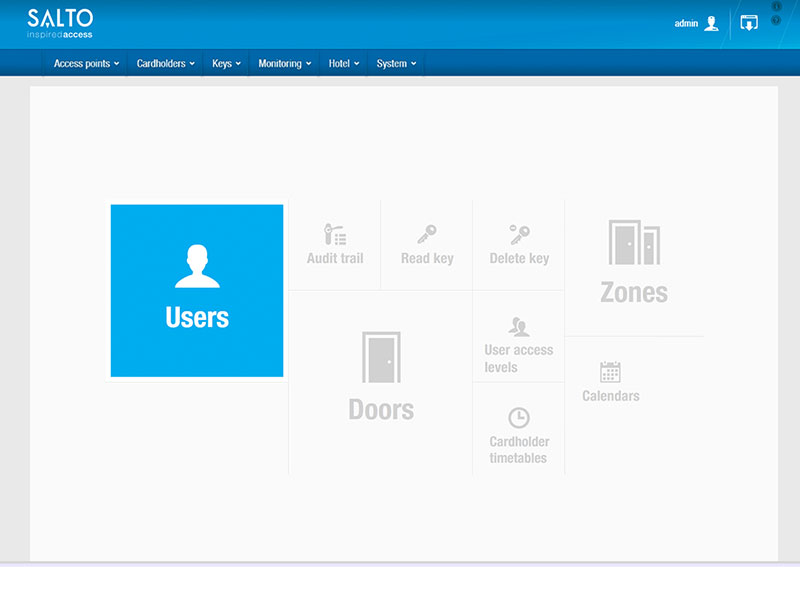 SALTO
inspiredaccess
admin
Access points
Cardholders
Keys
Monitoring
Hotel
System
Users
Audit trail
Read key
Delete key
Zones
Doors
User access
levels
Calendars
Cardholder
timetables